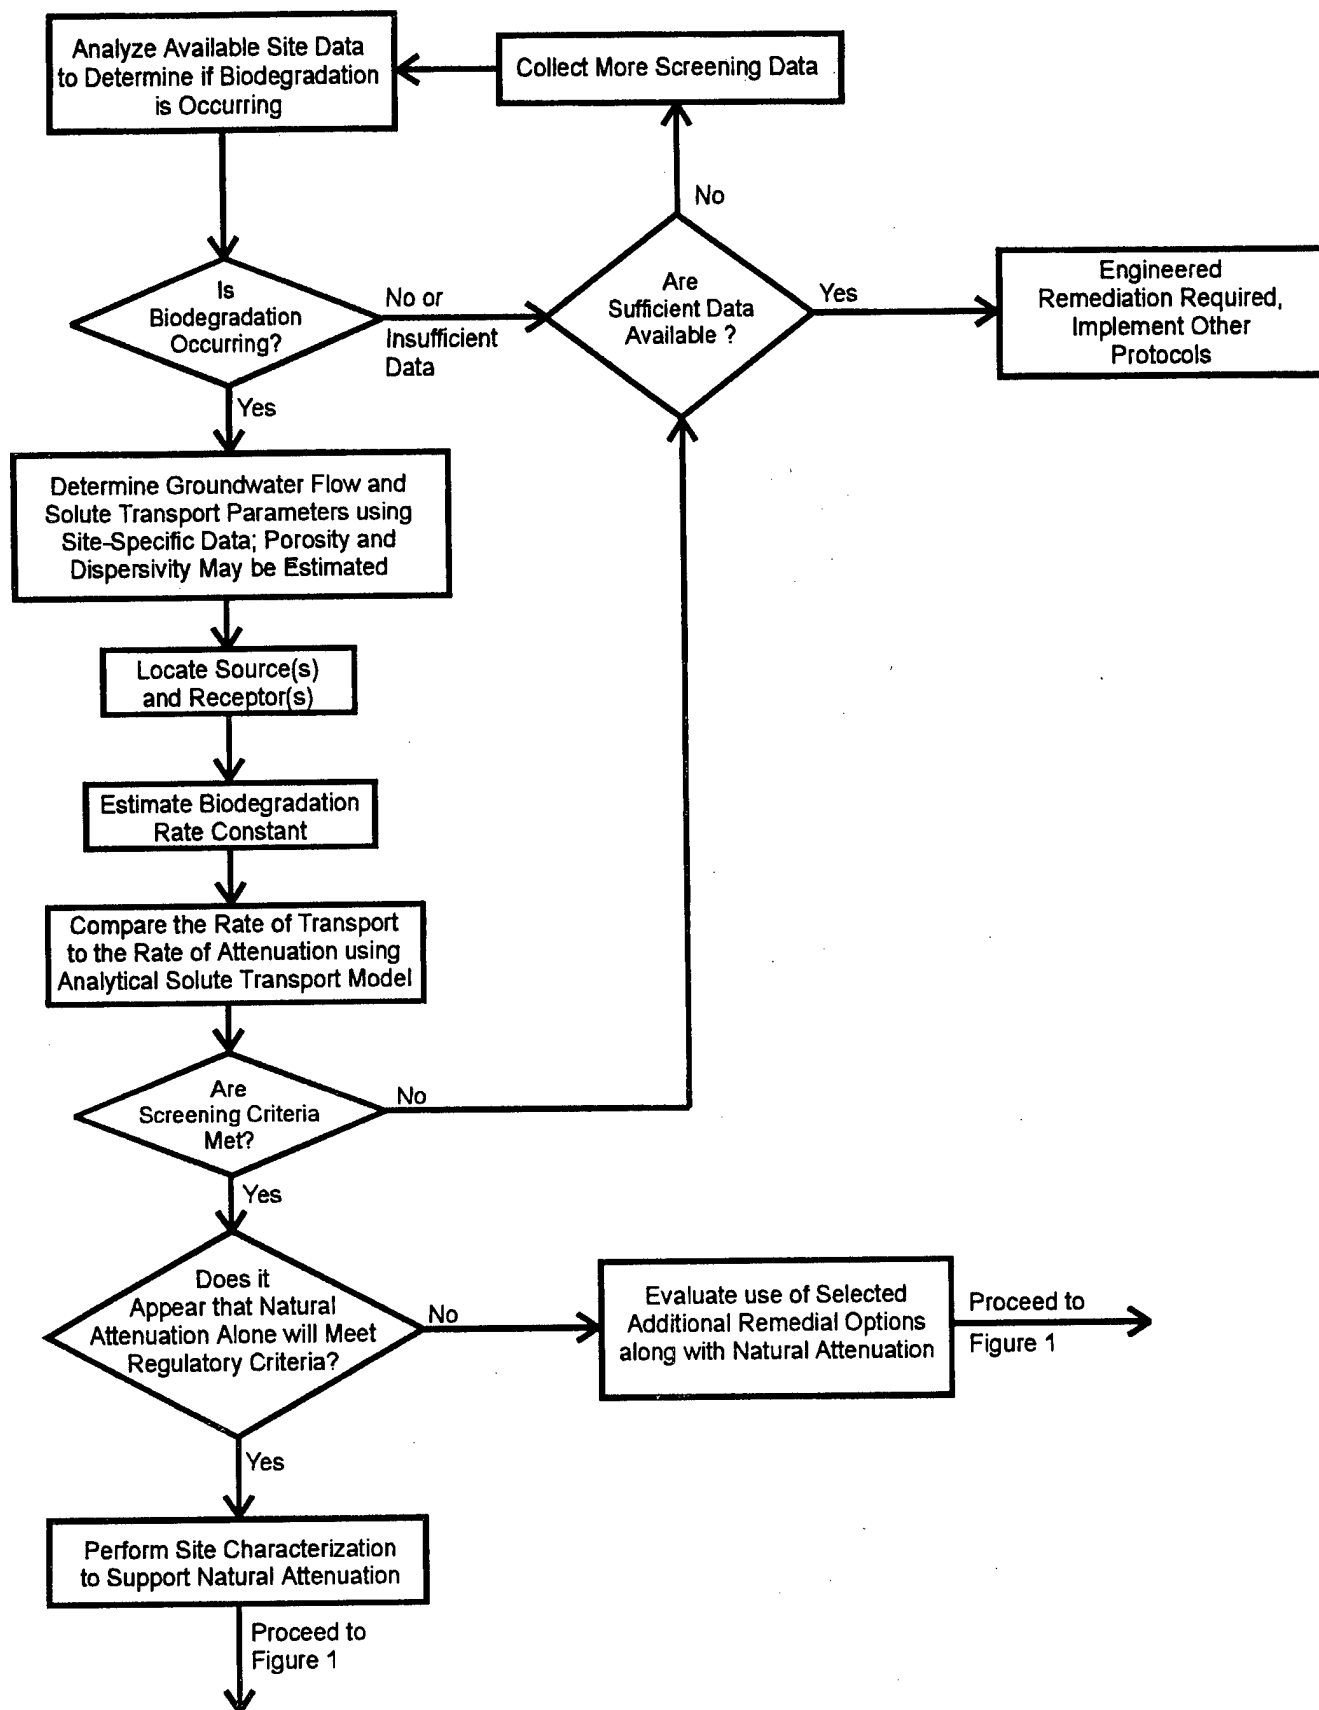 Analyze Available Site Data
to Determine if Biodegradation
is Occurring
Collect More Screening Data
No
Is
Biodegradation
Occurring?
No or
Insufficient
Data
Are
Sufficient Data
Available ?
Yes
Engineered
Remediation Required,
Implement Other
Protocols
Yes
Determine Groundwater Flow and
Solute Transport Parameters using
Site-Specific Data; Porosity and
Dispersivity May be Estimated
Locate Source(s)
and Receptor(s)
Estimate Biodegradation
Rate Constant
Compare the Rate of Transport
to the Rate of Attenuation using
Analytical Solute Transport Model
Are
Screening Criteria
Met?
No
Yes
Does it
Appear that Natural
Attenuation Alone will Meet
Regulatory Criteria?
No
Evaluate use of Selected
Additional Remedial Options
along with Natural Attenuation
Proceed to
Figure 1
Yes
Perform Site Characterization
to Support Natural Attenuation
Proceed to
Figure 1